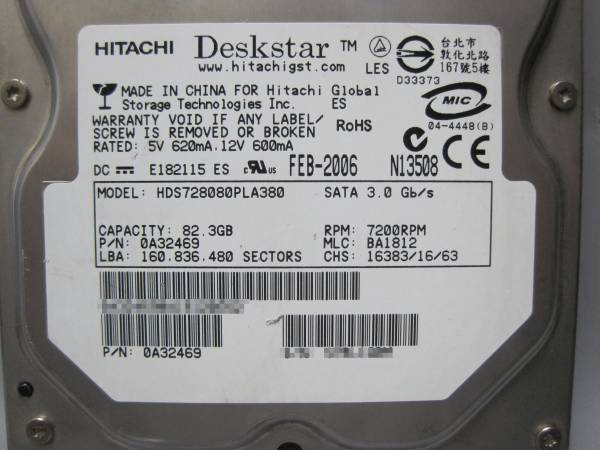 HITACHI Deskstar ™
www.hitachigst.com
LES
D33373
台北市
敦化北路
167號5樓
MADE IN CHINA FOR Hitachi Global
Storage Technologies Inc. ES
WARRANTY VOID IF ANY LABEL/
SCREW IS REMOVED OR BROKEN
RoHS
MIC
04-4448(B)
RATED: 5V 620mA.12V 600mA
DC E182115 ES c RU US FEB-2006 N13508 CE
MODEL: HDS728080PLA380 SATA 3.0 Gb/s
CAPACITY: 82.3GB RPM: 7200RPM
P/N: 0A32469 MLC: BA1812
LBA: 160.836.480 SECTORS CHS: 16383/16/63
P/N: 0A32469